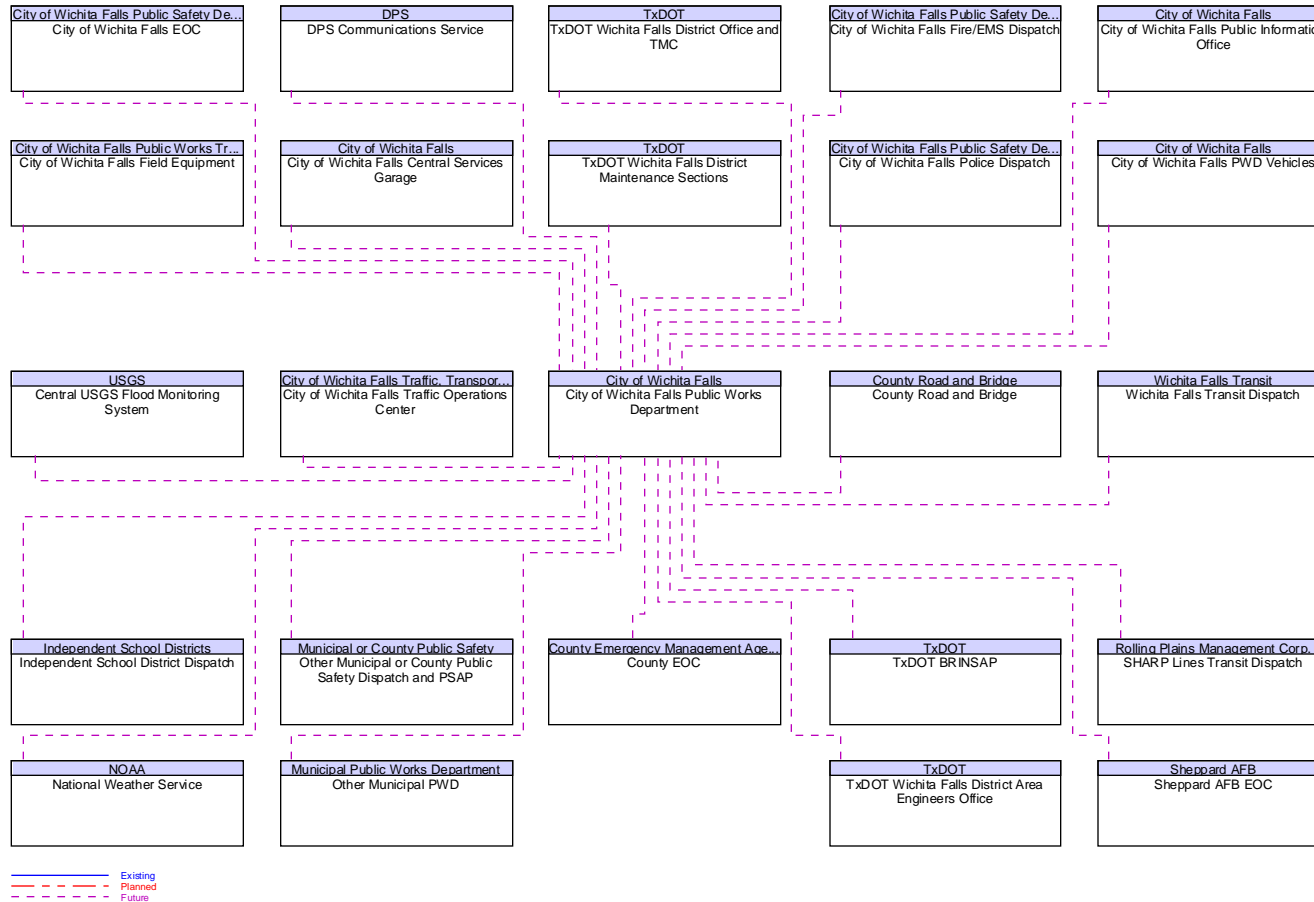 City of Wichita Falls Public Safety De...
City of Wichita Falls EOC
DPS
DPS Communications Service
TxDOT
TxDOT Wichita Falls District Office and
TMC
City of Wichita Falls Public Safety De...
City of Wichita Falls Fire/EMS Dispatch
City of Wichita Falls
City of Wichita Falls Public Informatio
Office
City of Wichita Falls Public Works Tr...
City of Wichita Falls Field Equipment
City of Wichita Falls
City of Wichita Falls Central Services
Garage
TxDOT
TxDOT Wichita Falls District
Maintenance Sections
City of Wichita Falls Public Safety De...
City of Wichita Falls Police Dispatch
City of Wichita Falls
City of Wichita Falls PWD Vehicles
USGS
Central USGS Flood Monitoring
System
City of Wichita Falls Traffic, Transpor...
City of Wichita Falls Traffic Operations
Center
City of Wichita Falls
City of Wichita Falls Public Works
Department
County Road and Bridge
County Road and Bridge
Wichita Falls Transit
Wichita Falls Transit Dispatch
Independent School Districts
Independent School District Dispatch
Municipal or County Public Safety
Other Municipal or County Public
Safety Dispatch and PSAP
County Emergency Management Age...
County EOC
TxDOT
TxDOT BRINSAP
Rolling Plains Management Corp.
SHARP Lines Transit Dispatch
NOAA
National Weather Service
Municipal Public Works Department
Other Municipal PWD
TxDOT
TxDOT Wichita Falls District Area
Engineers Office
Sheppard AFB
Sheppard AFB EOC
Existing
Planned
Future